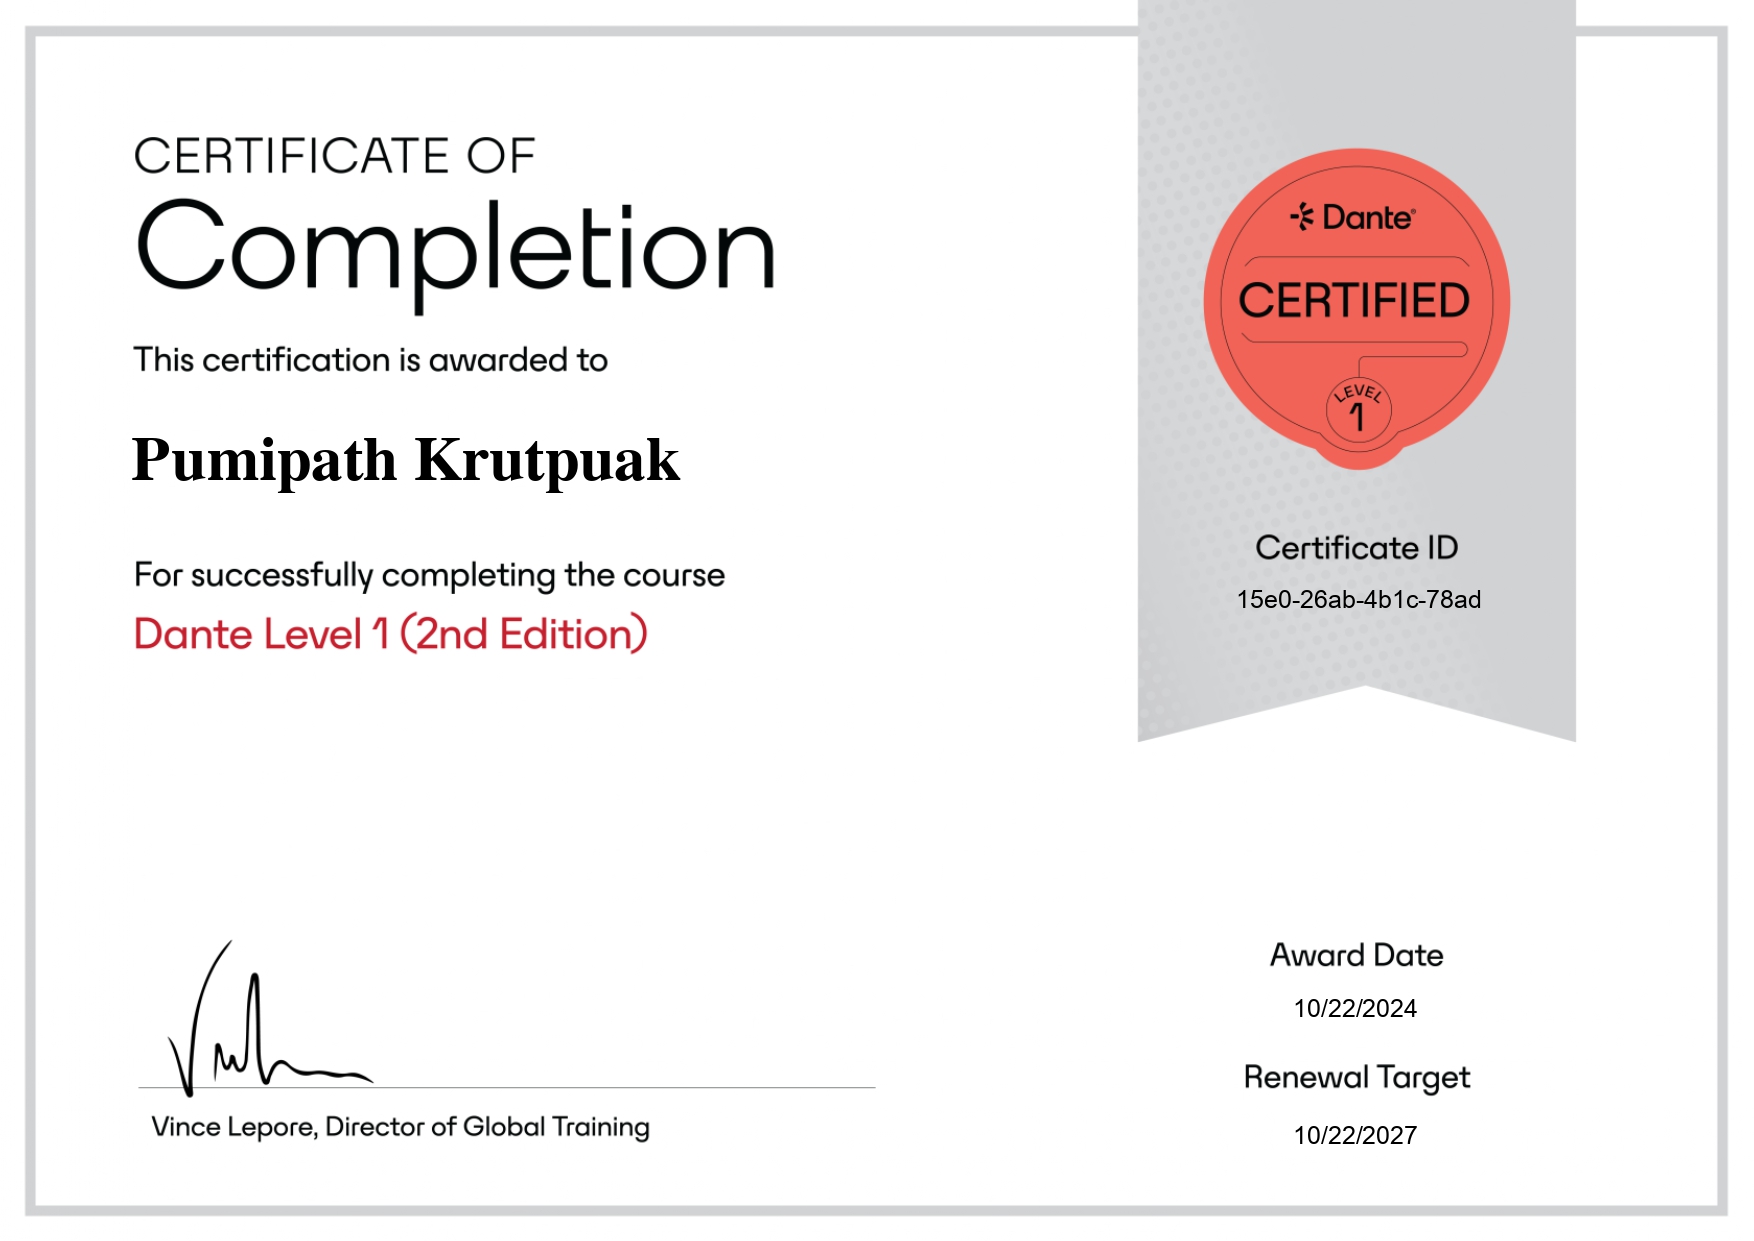 CERTIFICATE OF
Completion
This certification is awarded to
Pumipath Krutpuak
For successfully completing the course
Dante Level 1 (2nd Edition)
Dante®
CERTIFIED
LEVEL
1
Certificate ID
15e0-26ab-4b1c-78ad
Vince Lepore, Director of Global Training
Award Date
10/22/2024
Renewal Target
10/22/2027